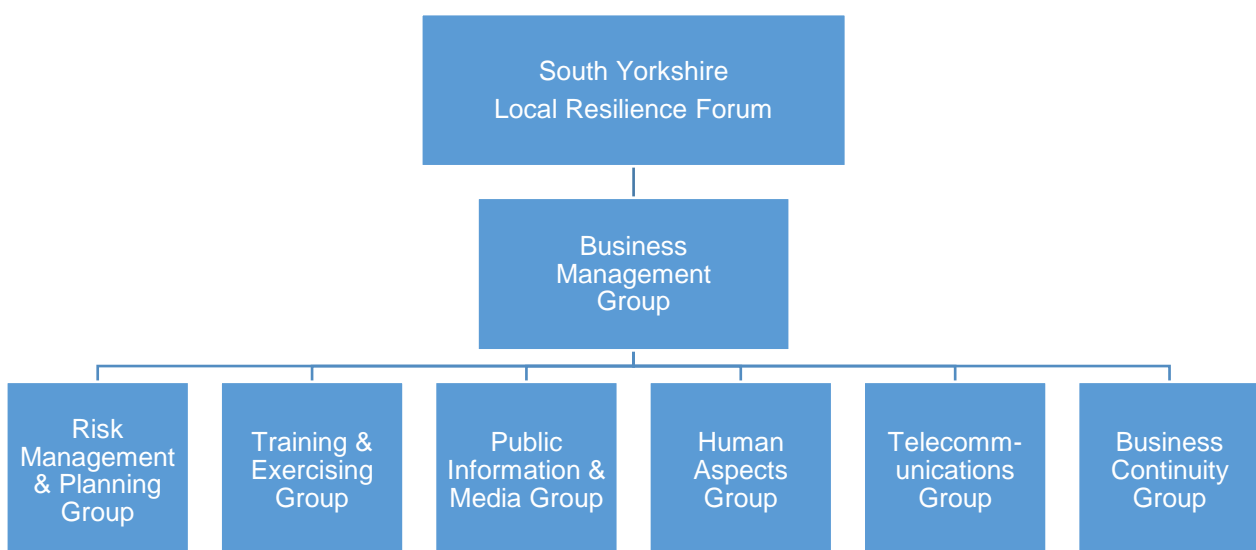 South Yorkshire
Local Resilience Forum
Business
Management
Group
Risk
Management
& Planning
Group
Training &
Exercising
Group
Public
Information &
Media Group
Human
Aspects
Group
Telecomm-
unications
Group
Business
Continuity
Group